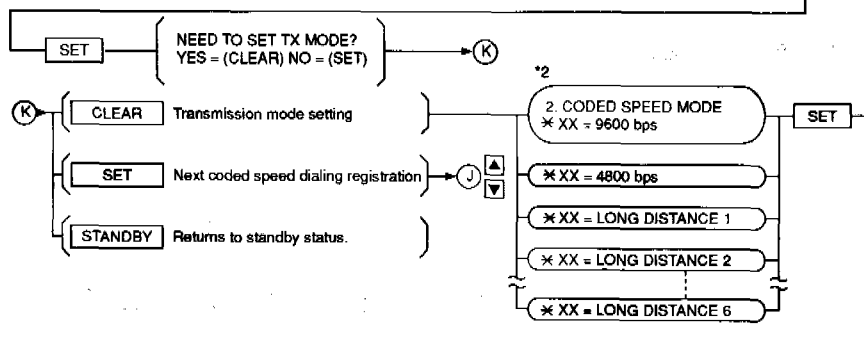 SET
NEED TO SET TX MODE?
YES = (CLEAR) NO = (SET)
K
*2
K
CLEAR Transmission mode setting
2. CODED SPEED MODE
* XX = 9600 bps
SET
SET Next coded speed dialing registration
J
* XX = 4800 bps
* XX = LONG DISTANCE 1
STANDBY Returns to standby status.
* XX = LONG DISTANCE 2
* XX = LONG DISTANCE 6